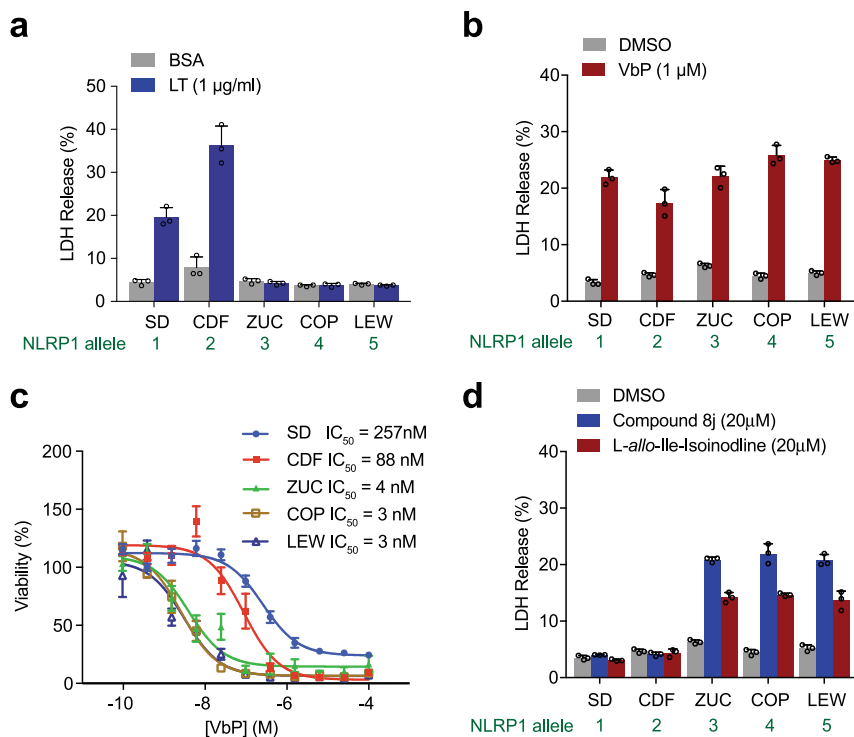 a
BSA
LT (1 µg/ml)
LDH Release (%)
50
40
30
20
10
0
SD CDF ZUC COP LEW
NLRP1 allele 1 2 3 4 5
b
DMSO
VbP (1 µM)
LDH Release (%)
40
20
0
SD CDF ZUC COP LEW
NLRP1 allele 1 2 3 4 5
c
SD IC50 = 257nM
CDF IC50 = 88 nM
ZUC IC50 = 4 nM
COP IC50 = 3 nM
LEW IC50 = 3 nM
Viability (%)
200
150
100
50
0
-10 -8 -6 -4
[VbP] (M)
d
DMSO
Compound 8j (20µM)
L-allo-Ile-Isoinodline (20µM)
LDH Release (%)
40
20
0
SD CDF ZUC COP LEW
NLRP1 allele 1 2 3 4 5